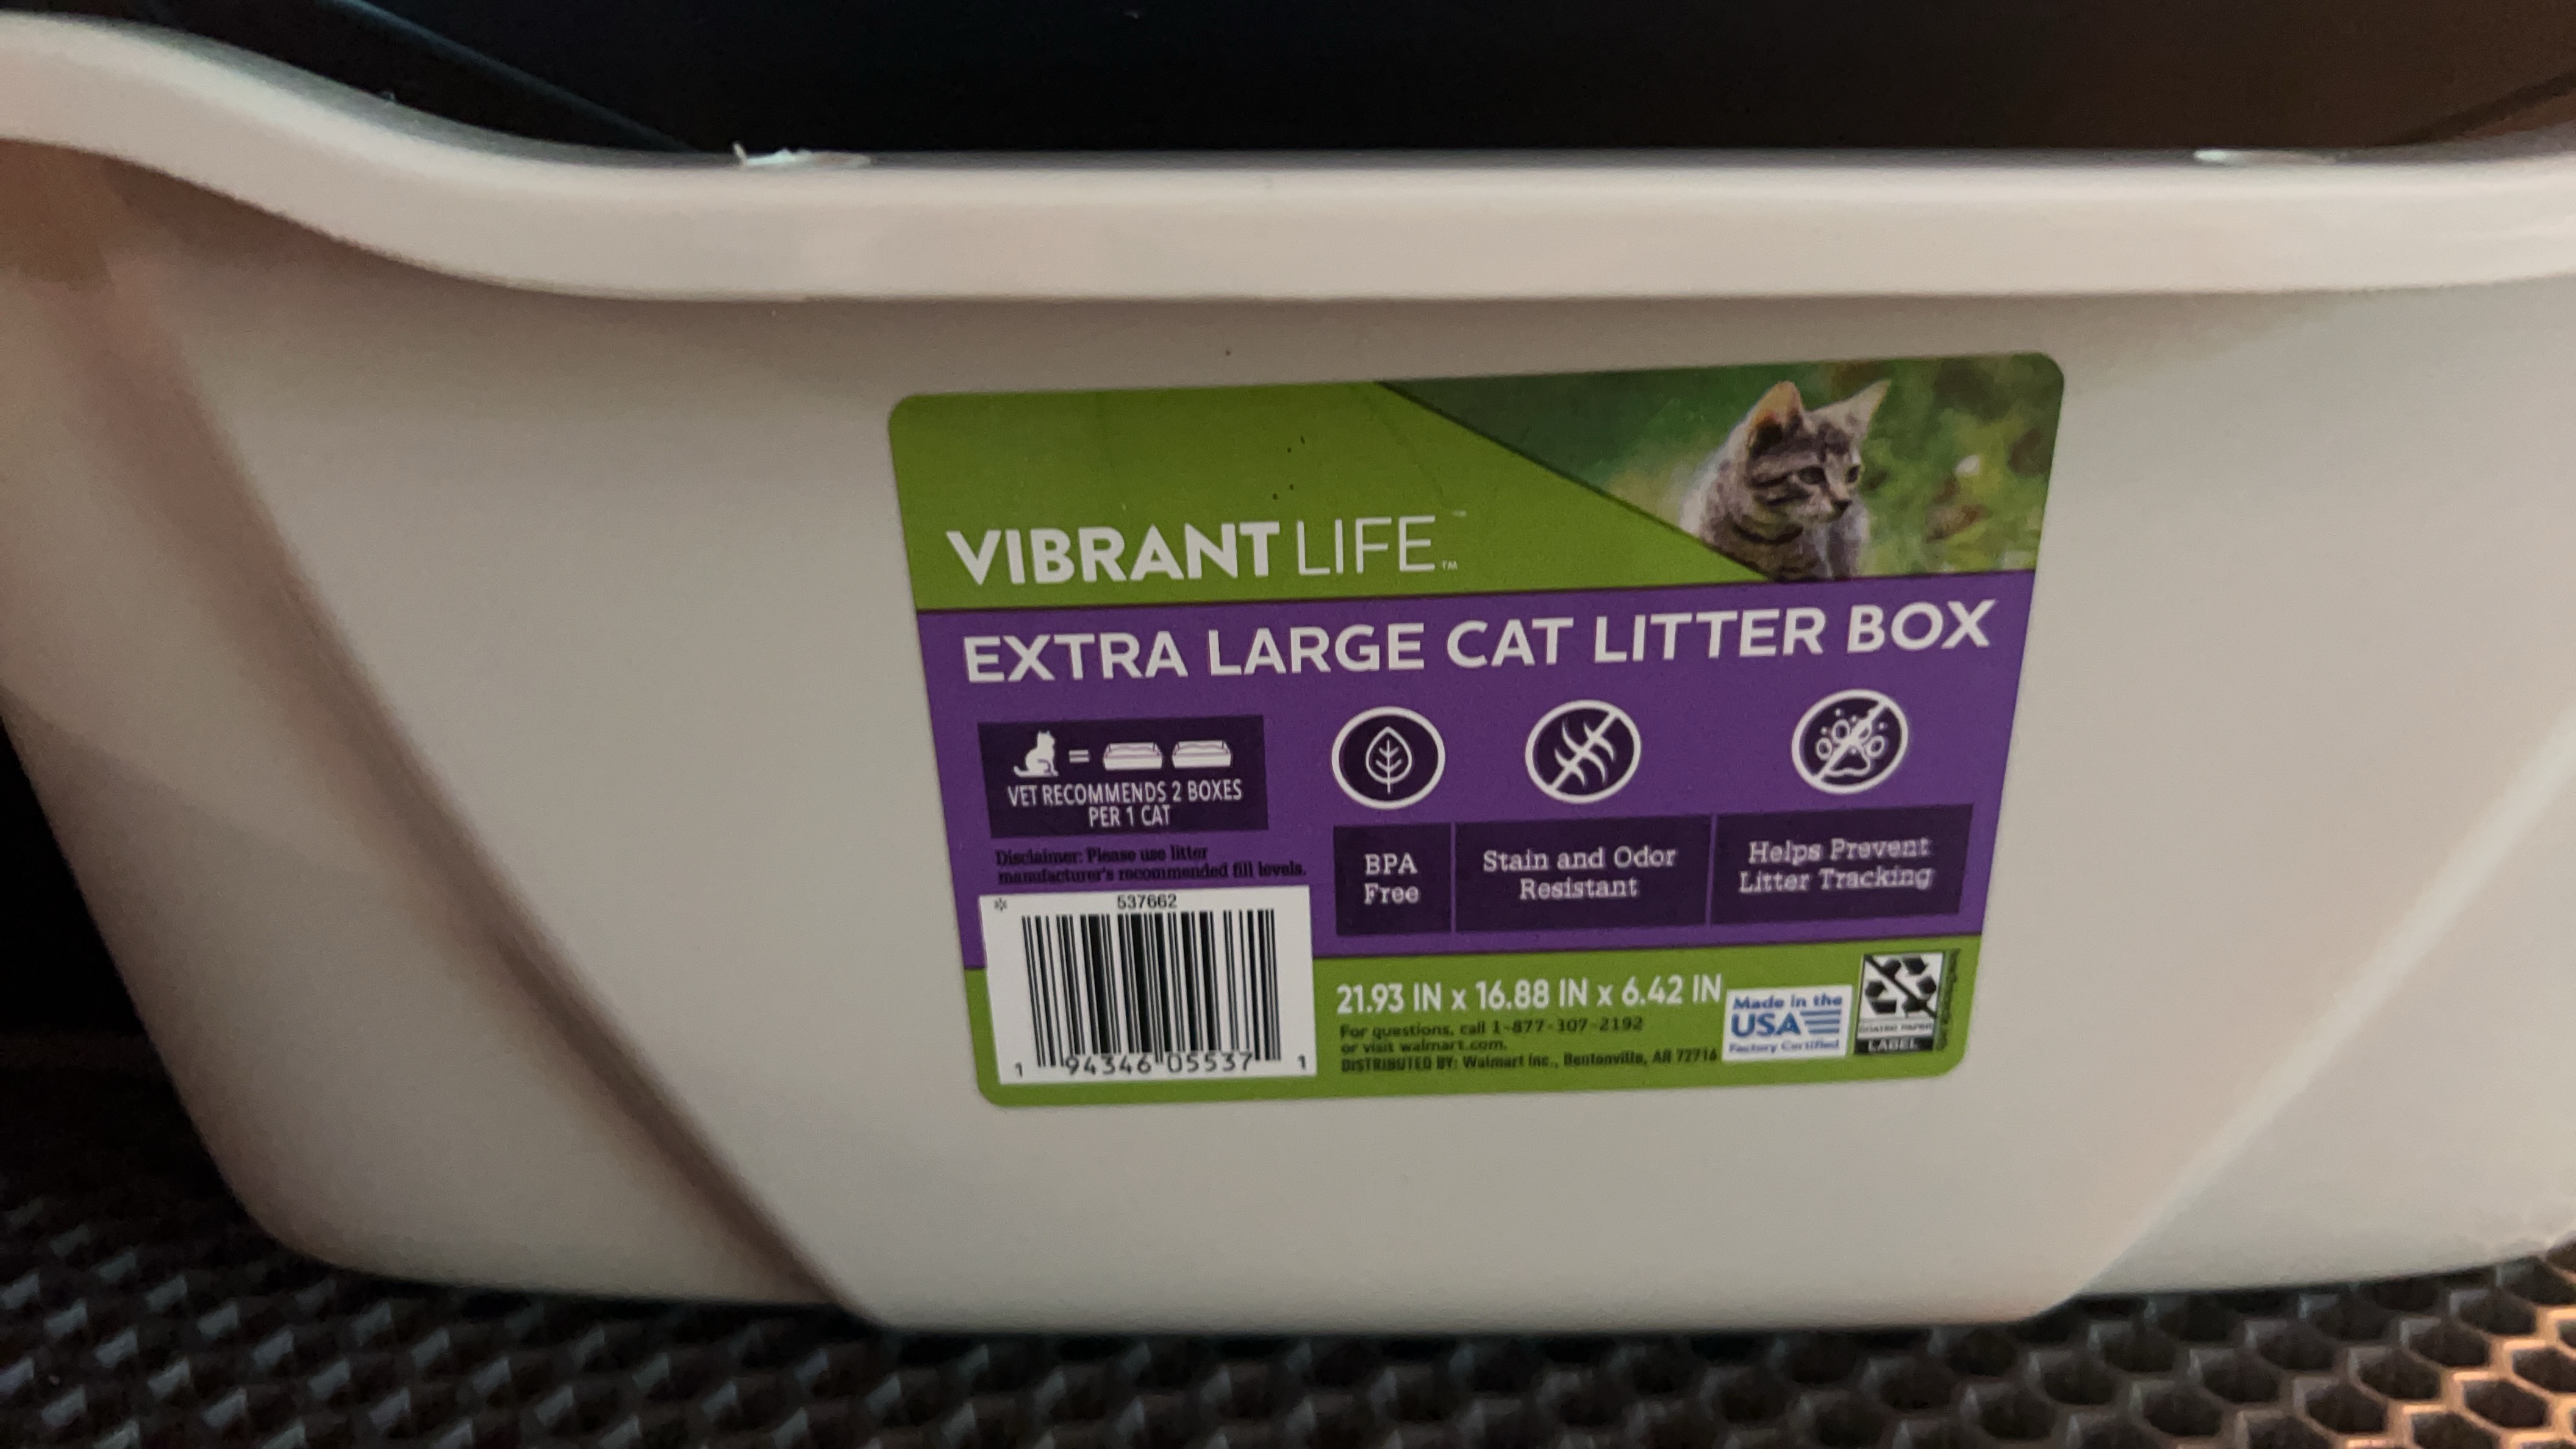 VIBRANT LIFE™
EXTRA LARGE CAT LITTER BOX
=
VET RECOMMENDS 2 BOXES
PER 1 CAT
Disclaimer: Please use litter
manufacturer's recommended fill levels.
BPA
Free
Stain and Odor
Resistant
Helps Prevent
Litter Tracking
* 537662
1 94346 05537 1
21.93 IN x 16.88 IN x 6.42 IN
For questions, call 1-877-307-2192
or visit walmart.com.
DISTRIBUTED BY: Walmart Inc., Bentonville, AR 72716
Made in the
USA
Factory Certified
COATED PAPER
LABEL